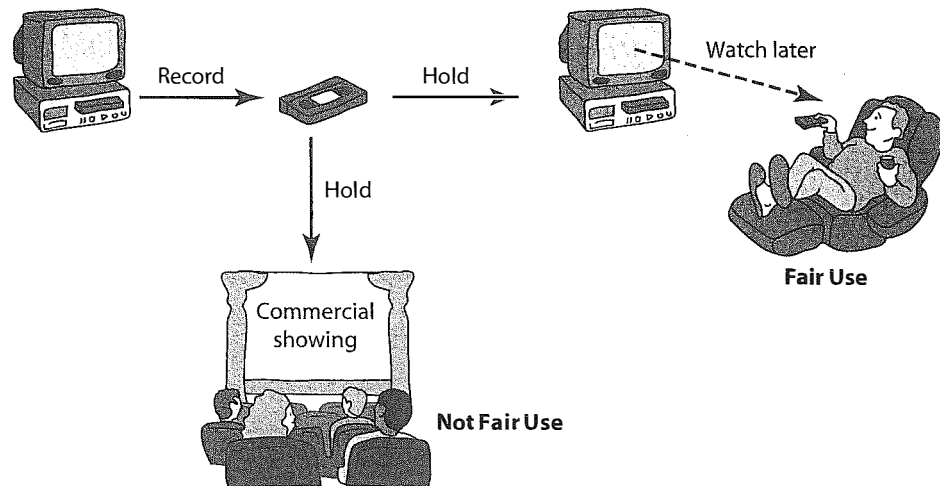 Record
Hold
Watch later
Hold
Fair Use
Commercial
showing
Not Fair Use